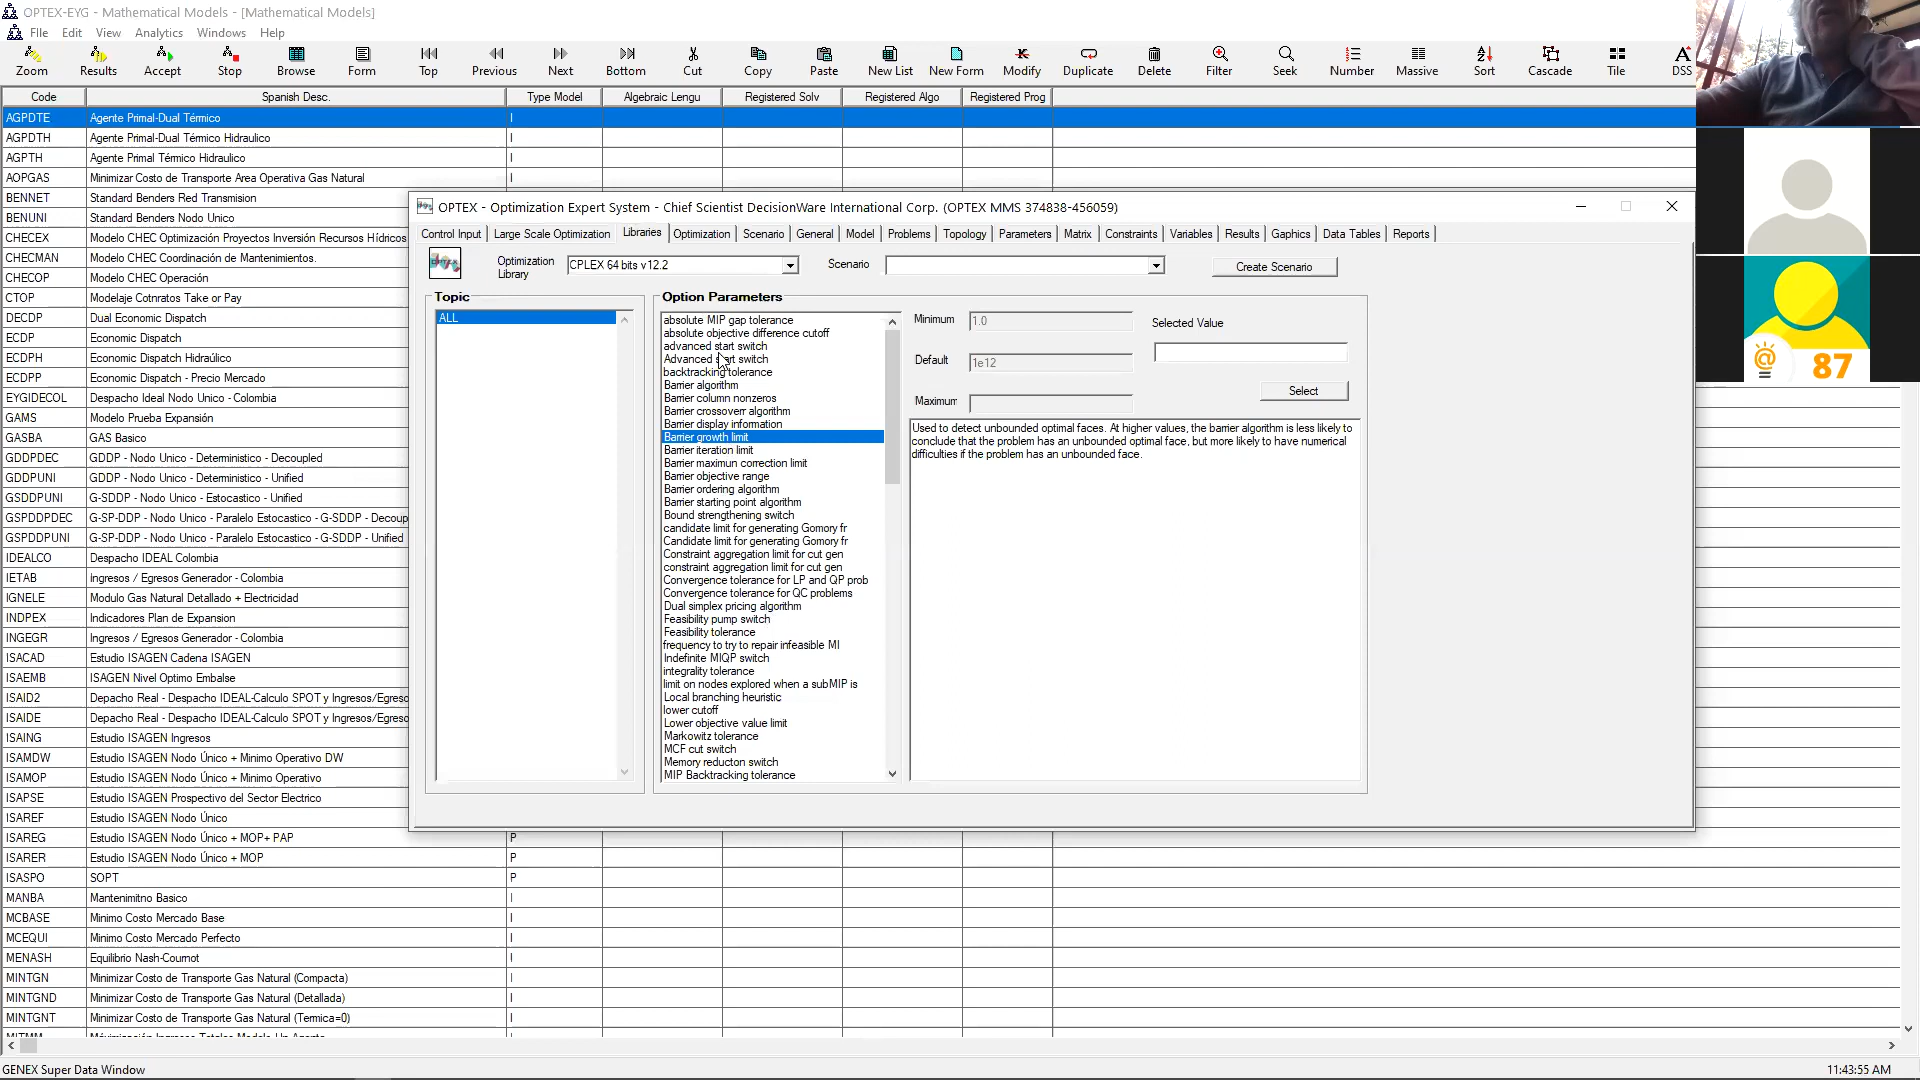 OPTEX-EYG - Mathematical Models - [Mathematical Models]
FIle Edit View Analytics Windows Help
Zoom Results Accept Stop Browse Form Top Previous Next Bottom Cut Copy Paste New List New Form Modify Duplicate Delete Filter Seek Number Massive Sort Cascade Tile DSS
Code Spanish Desc. Type Model Algebraic Lengu Registered Solv Registered Algo Registered Prog
AGPDTE Agente Primal-Dual Térmico I
AGPDTH Agente Primal-Dual Térmico Hidraulico I
AGPTH Agente Primal Térmico Hidraulico I
AOPGAS Minimizar Costo de Transporte Area Operativa Gas Natural I
BENNET Standard Benders Red Transmision
BENUNI Standard Benders Nodo Unico
CHECEX Modelo CHEC Optimización Proyectos Inversión Recursos Hídricos
CHECMAN Modelo CHEC Coordinación de Mantenimientos.
CHECOP Modelo CHEC Operación
CTOP Modelaje Cotnratos Take or Pay
DECDP Dual Economic Dispatch
ECDP Economic Dispatch
ECDPH Economic Dispatch Hidraúlico
ECDPP Economic Dispatch - Precio Mercado
EYGIDECOL Despacho Ideal Nodo Unico - Colombia
GAMS Modelo Prueba Expansión
GASBA GAS Basico
GDDPDEC GDDP - Nodo Unico - Deterministico - Decoupled
GDDPUNI GDDP - Nodo Unico - Deterministico - Unified
GSDDPUNI G-SDDP - Nodo Unico - Estocastico - Unified
GSPDDPDEC G-SP-DDP - Nodo Unico - Paralelo Estocastico - G-SDDP - Decoup
GSPDDPUNI G-SP-DDP - Nodo Unico - Paralelo Estocastico - G-SDDP - Unified
IDEALCO Despacho IDEAL Colombia
IETAB Ingresos / Egresos Generador - Colombia
IGNELE Modulo Gas Natural Detallado + Electricidad
INDPEX Indicadores Plan de Expansion
INGEGR Ingresos / Egresos Generador - Colombia
ISACAD Estudio ISAGEN Cadena ISAGEN
ISAEMB ISAGEN Nivel Optimo Embalse
ISAID2 Depacho Real - Despacho IDEAL-Calculo SPOT y Ingresos/Egreso
ISAIDE Depacho Real - Despacho IDEAL-Calculo SPOT y Ingresos/Egreso
ISAING Estudio ISAGEN Ingresos
ISAMDW Estudio ISAGEN Nodo Único + Minimo Operativo DW
ISAMOP Estudio ISAGEN Nodo Único + Minimo Operativo
ISAPSE Estudio ISAGEN Prospectivo del Sector Electrico
ISAREF Estudio ISAGEN Nodo Único
ISAREG Estudio ISAGEN Nodo Único + MOP+ PAP P
ISARER Estudio ISAGEN Nodo Único + MOP P
ISASPO SOPT P
MANBA Mantenimitno Basico I
MCBASE Minimo Costo Mercado Base I
MCEQUI Minimo Costo Mercado Perfecto I
MENASH Equilibrio Nash-Cournot I
MINTGN Minimizar Costo de Transporte Gas Natural (Compacta) I
MINTGND Minimizar Costo de Transporte Gas Natural (Detallada) I
MINTGNT Minimizar Costo de Transporte Gas Natural (Termica=0) I
OPTEX - Optimization Expert System - Chief Scientist DecisionWare International Corp. (OPTEX MMS 374838-456059)
Control Input Large Scale Optimization Libraries Optimization Scenario General Model Problems Topology Parameters Matrix Constraints Variables Results Graphics Data Tables Reports
OPTEX
Optimization Library CPLEX 64 bits v12.2 Scenario Create Scenario
Topic
ALL
Option Parameters
absolute MIP gap tolerance
absolute objective difference cutoff
advanced start switch
Advanced start switch
backtracking tolerance
Barrier algorithm
Barrier column nonzeros
Barrier crossoverr algorithm
Barrier display information
Barrier growth limit
Barrier iteration limit
Barrier maximun correction limit
Barrier objective range
Barrier ordering algorithm
Barrier starting point algorithm
Bound strengthening switch
candidate limit for generating Gomory fr
Candidate limit for generating Gomory fr
Constraint aggregation limit for cut gen
constraint aggregation limit for cut gen
Convergence tolerance for LP and QP prob
Convergence tolerance for QC problems
Dual simplex pricing algorithm
Feasibility pump switch
Feasibility tolerance
frequency to try to repair infeasible MI
Indefinite MIQP switch
integrality tolerance
limit on nodes explored when a subMIP is
Local branching heuristic
lower cutoff
Lower objective value limit
Markowitz tolerance
MCF cut switch
Memory reducton switch
MIP Backtracking tolerance
Minimum 1.0
Default 1e12
Maximum
Selected Value
Select
Used to detect unbounded optimal faces. At higher values, the barrier algorithm is less likely to
conclude that the problem has an unbounded optimal face, but more likely to have numerical
difficulties if the problem has an unbounded face.
@ 87
GENEX Super Data Window 11:43:55 AM